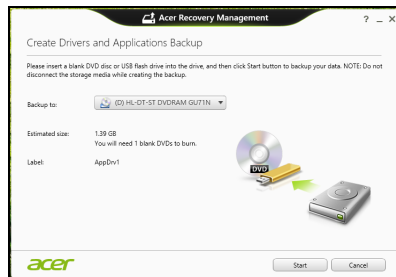 Acer Recovery Management
? _ X
Create Drivers and Applications Backup
Please insert a blank DVD disc or USB flash drive into the drive, and then click Start button to backup your data. NOTE: Do not
disconnect the storage media while creating the backup.
Backup to:
(D) HL-DT-ST DVDRAM GU71N
Estimated size:
1.39 GB
You will need 1 blank DVDs to burn.
Label:
AppDrv1
DVD
acer
Start
Cancel